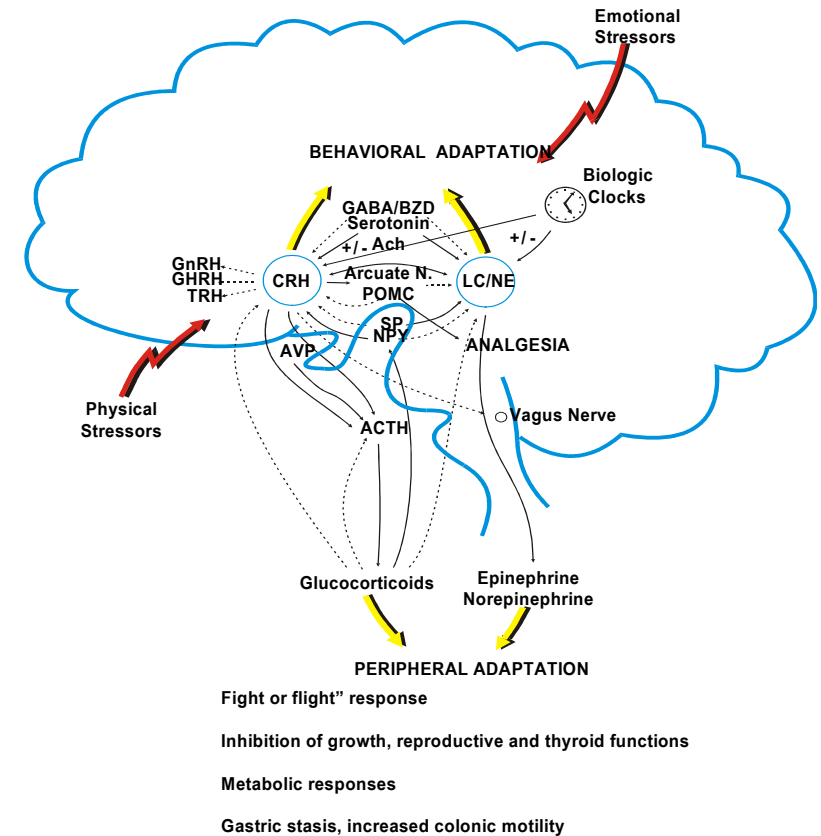 Emotional
Stressors
BEHAVIORAL ADAPTATION
Biologic
Clocks
GABA/BZD
Serotonin
+/- Ach
+/-
GnRH
GHRH
TRH
CRH
Arcuate N.
POMC
LC/NE
SP
NPY
AVP
ANALGESIA
Physical
Stressors
ACTH
Vagus Nerve
Glucocorticoids
Epinephrine
Norepinephrine
PERIPHERAL ADAPTATION
Fight or flight” response
Inhibition of growth, reproductive and thyroid functions
Metabolic responses
Gastric stasis, increased colonic motility